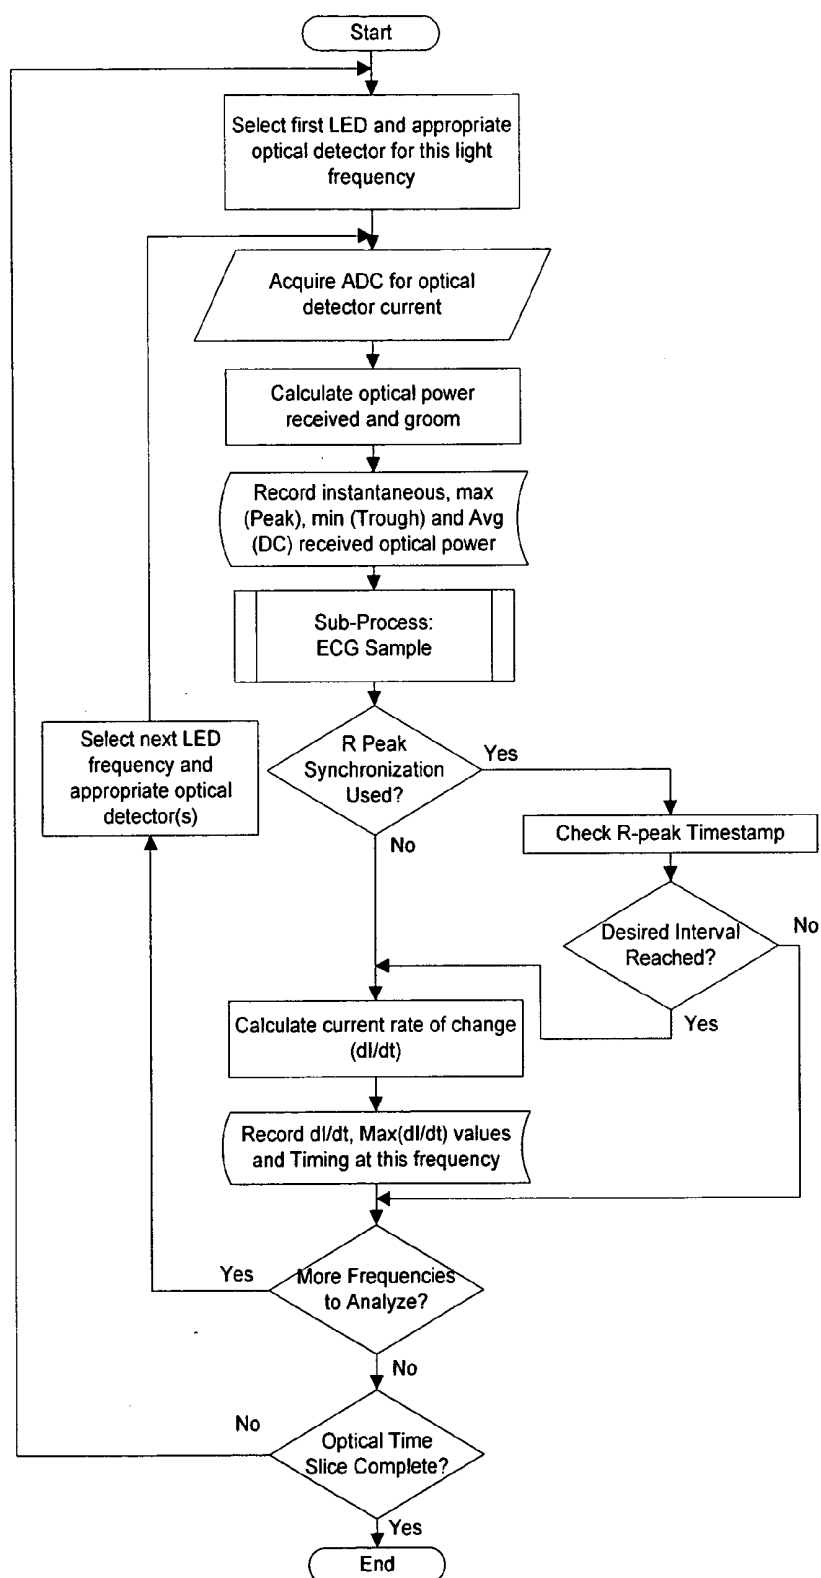 Start
Select first LED and appropriate
optical detector for this light
frequency
Acquire ADC for optical
detector current
Calculate optical power
received and groom
Record instantaneous, max
(Peak), min (Trough) and Avg
(DC) received optical power
Sub-Process:
ECG Sample
Select next LED
frequency and
appropriate optical
detector(s)
R Peak
Synchronization
Used?
Yes
No
Check R-peak Timestamp
Desired Interval
Reached?
No
Yes
Calculate current rate of change
(dI/dt)
Record dI/dt, Max(dI/dt) values
and Timing at this frequency
Yes
More Frequencies
to Analyze?
No
No
Optical Time
Slice Complete?
Yes
End